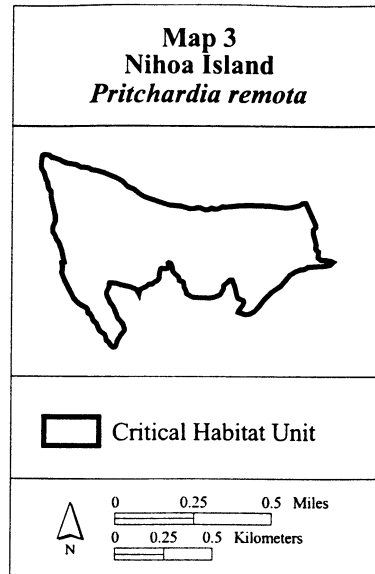 Map 3
Nihoa Island
Pritchardia remota
Critical Habitat Unit
N
0 0.25 0.5 Miles
0 0.25 0.5 Kilometers